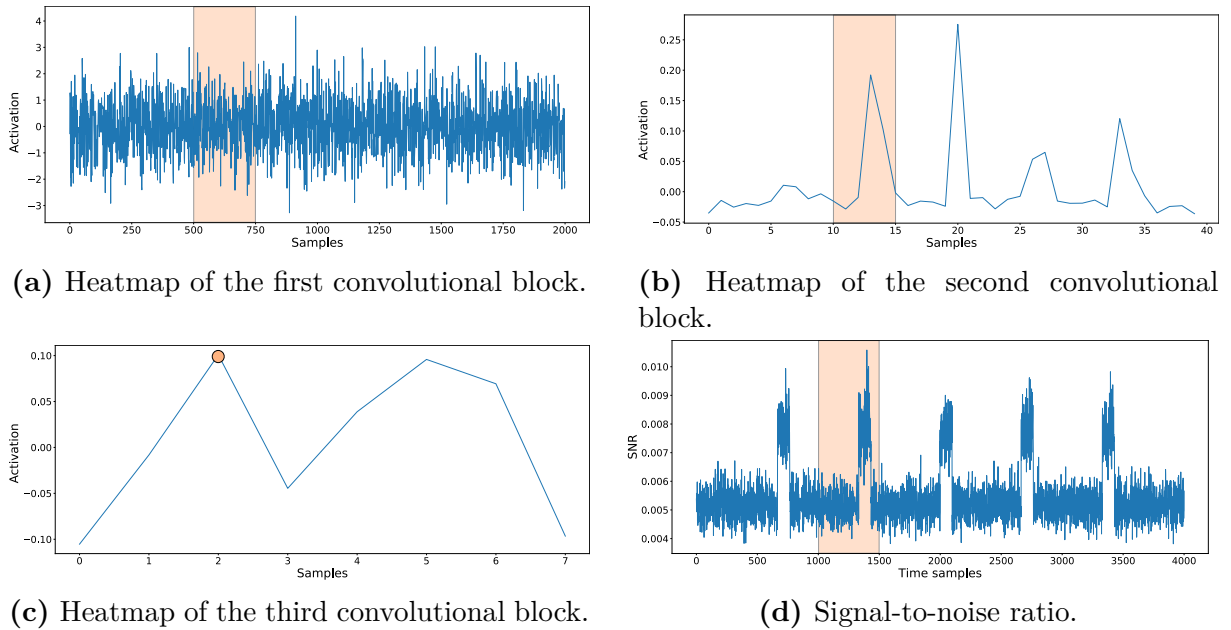 4
3
2
1
0
−1
−2
−3
Activation
0 250 500 750 1000 1250 1500 1750 2000
Samples
(a) Heatmap of the first convolutional block.
0.25
0.20
0.15
0.10
0.05
0.00
−0.05
Activation
0 5 10 15 20 25 30 35 40
Samples
(b) Heatmap of the second convolutional
block.
0.10
0.05
0.00
−0.05
−0.10
Activation
0 1 2 3 4 5 6 7
Samples
(c) Heatmap of the third convolutional block.
0.010
0.009
0.008
0.007
0.006
0.005
0.004
SNR
0 500 1000 1500 2000 2500 3000 3500 4000
Time samples
(d) Signal-to-noise ratio.